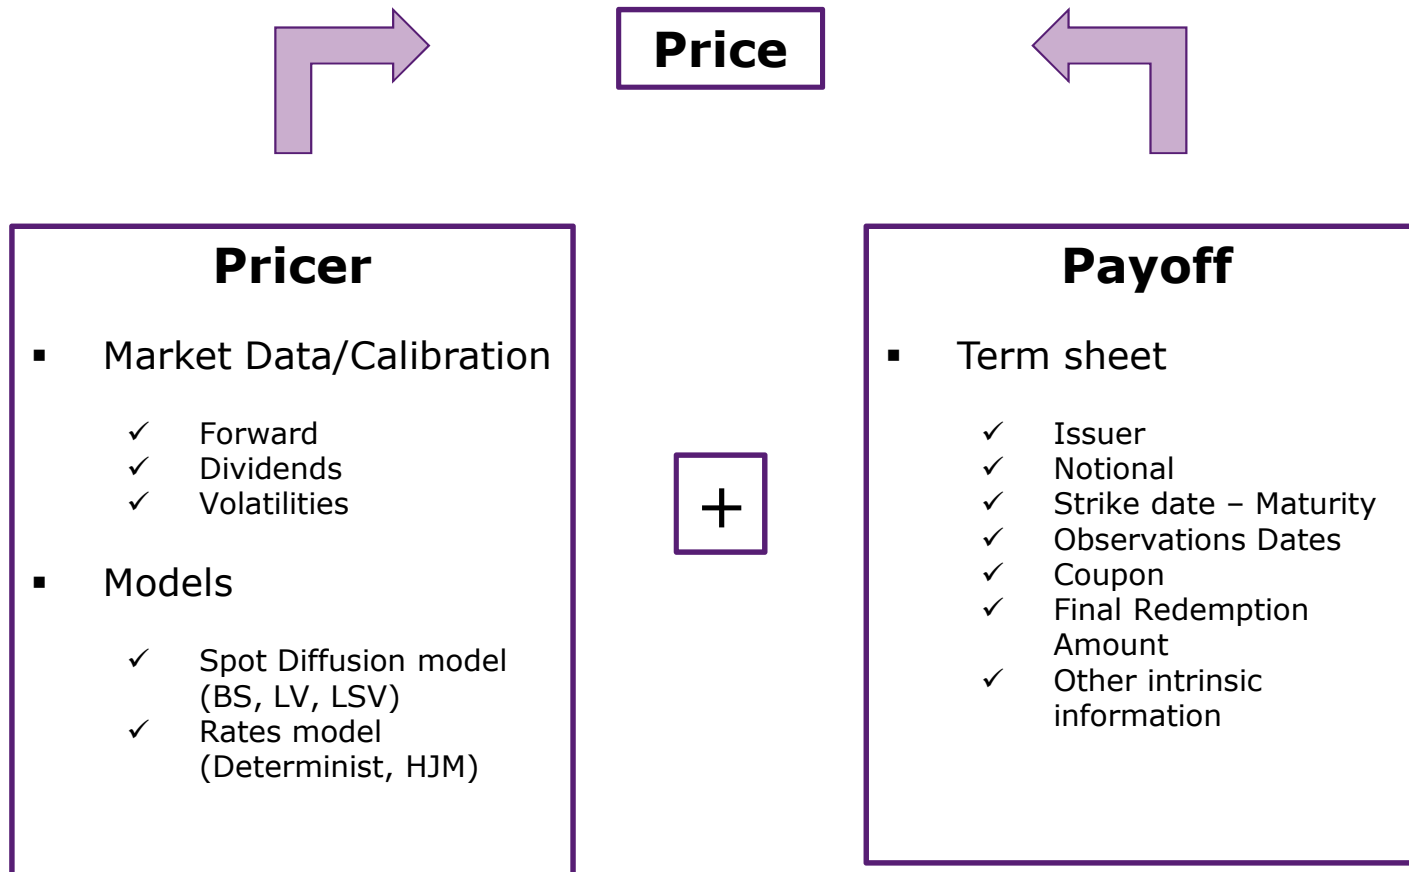 Price
Pricer
▪ Market Data/Calibration
✓ Forward
✓ Dividends
✓ Volatilities
▪ Models
✓ Spot Diffusion model
(BS, LV, LSV)
✓ Rates model
(Determinist, HJM)
+
Payoff
▪ Term sheet
✓ Issuer
✓ Notional
✓ Strike date – Maturity
✓ Observations Dates
✓ Coupon
✓ Final Redemption
Amount
✓ Other intrinsic
information